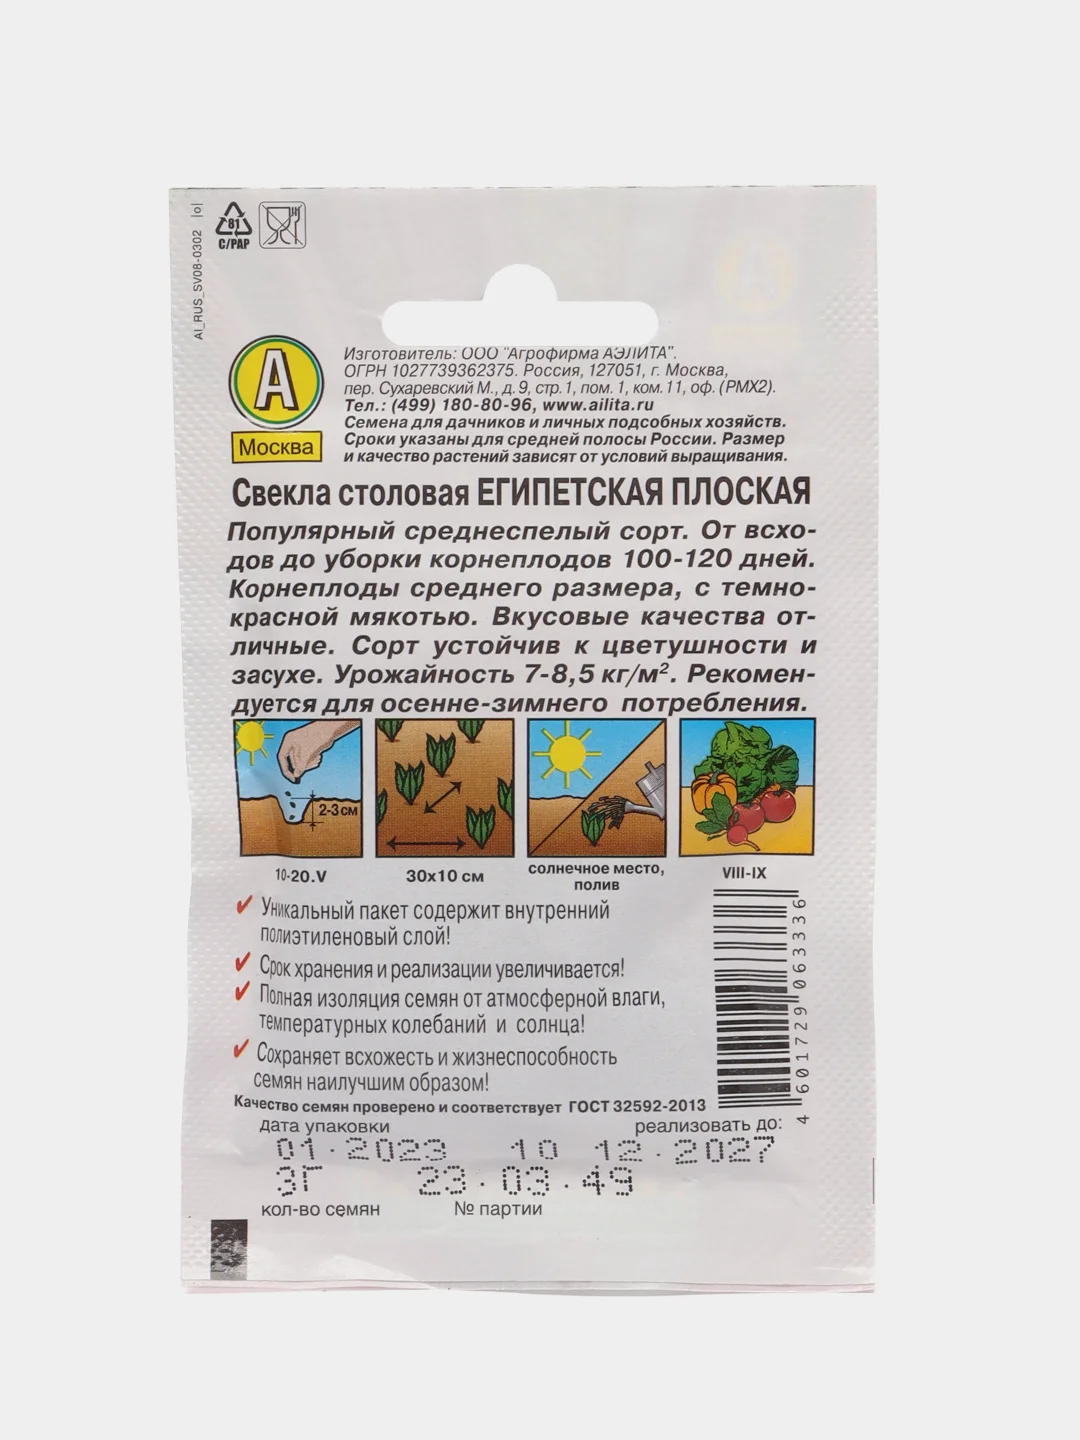 AI_RUS_SV08-0302 |o|
81
C/PAP
А
Москва
Изготовитель: ООО "Агрофирма АЭЛИТА".
ОГРН 1027739362375. Россия, 127051, г. Москва,
пер. Сухаревский М., д. 9, стр. 1, пом. 1, ком. 11, оф. (РМХ2).
Тел.: (499) 180-80-96, www.ailita.ru
Семена для дачников и личных подсобных хозяйств.
Сроки указаны для средней полосы России. Размер
и качество растений зависят от условий выращивания.
Свекла столовая ЕГИПЕТСКАЯ ПЛОСКАЯ
Популярный среднеспелый сорт. От всхо-
дов до уборки корнеплодов 100-120 дней.
Корнеплоды среднего размера, с темно-
красной мякотью. Вкусовые качества от-
личные. Сорт устойчив к цветушности и
засухе. Урожайность 7-8,5 кг/м². Рекомен-
дуется для осенне-зимнего потребления.
2-3 см
10-20.V
30х10 см
солнечное место,
полив
VIII-IX
Уникальный пакет содержит внутренний
полиэтиленовый слой!
Срок хранения и реализации увеличивается!
Полная изоляция семян от атмосферной влаги,
температурных колебаний и солнца!
Сохраняет всхожесть и жизнеспособность
семян наилучшим образом!
4 601729 063336
Качество семян проверено и соответствует ГОСТ 32592-2013
дата упаковки реализовать до:
01.2023 10 12.2027
3Г 23.03.49
кол-во семян № партии